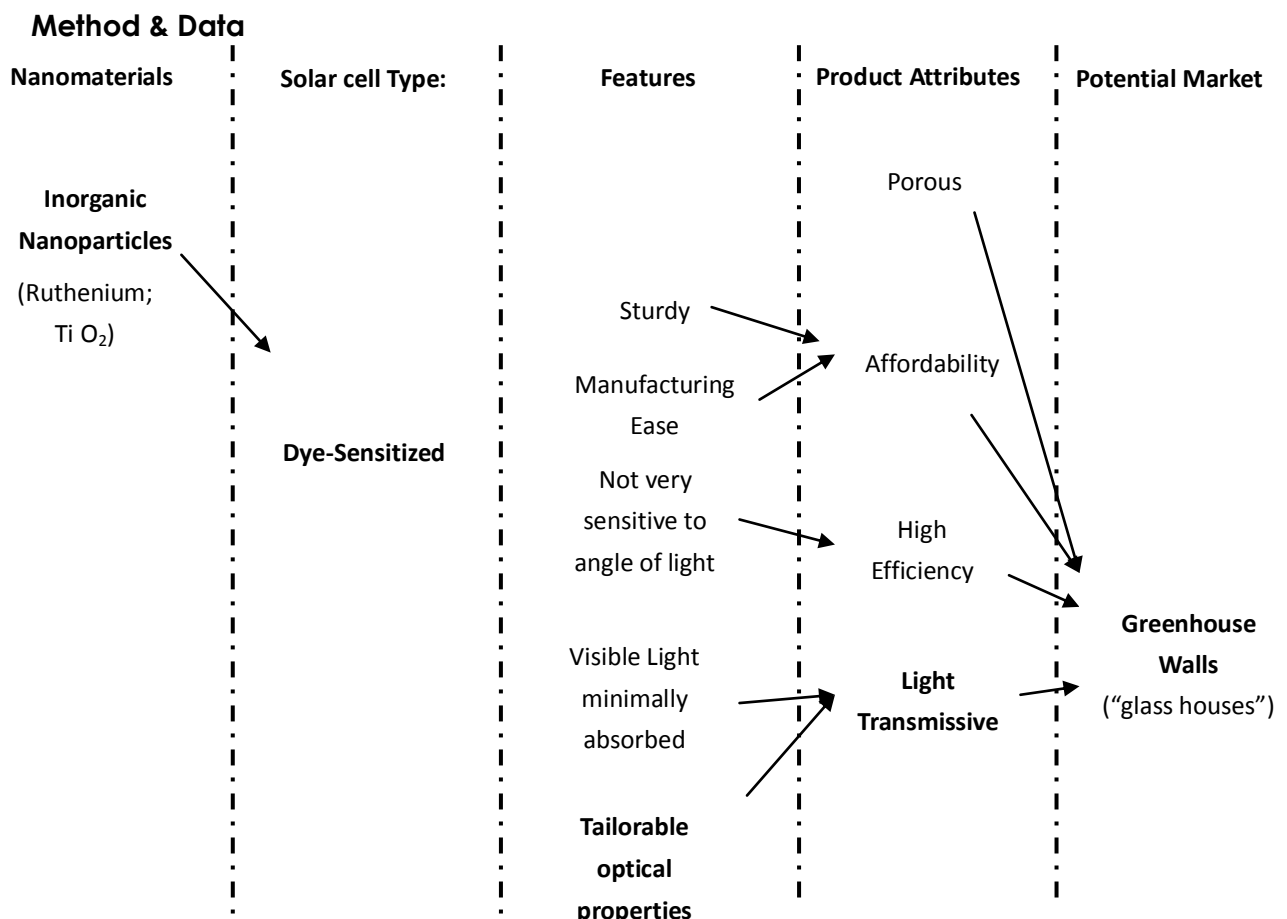 Method & Data
Nanomaterials
Solar cell Type:
Features
Product Attributes
Potential Market
Inorganic
Nanoparticles
(Ruthenium;
Ti O₂)
Dye-Sensitized
Sturdy
Manufacturing
Ease
Not very
sensitive to
angle of light
Visible Light
minimally
absorbed
Tailorable
optical
properties
Porous
Affordability
High
Efficiency
Light
Transmissive
Greenhouse
Walls
(“glass houses”)